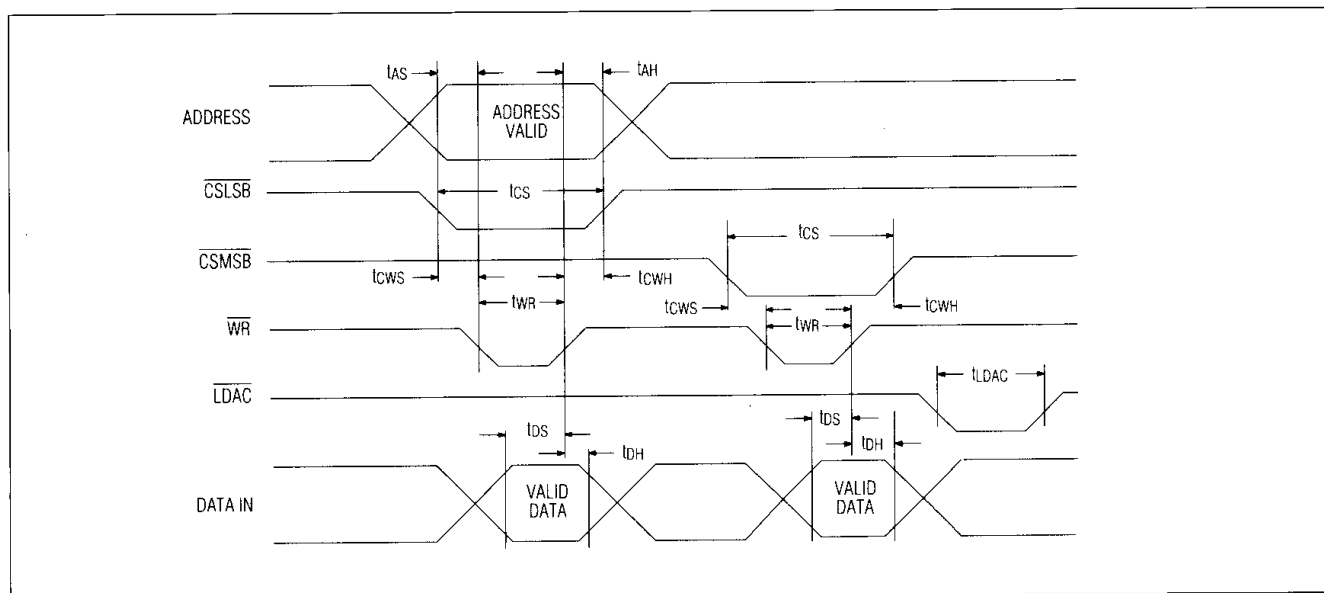 tAS
tAH
ADDRESS
ADDRESS
VALID
CSLSB
tCS
CSMSB
tCS
tCWS
tCWH
tWR
tCWS
tCWH
tWR
WR
LDAC
tLDAC
tDS
tDH
tDS
tDH
DATA IN
VALID
DATA
VALID
DATA